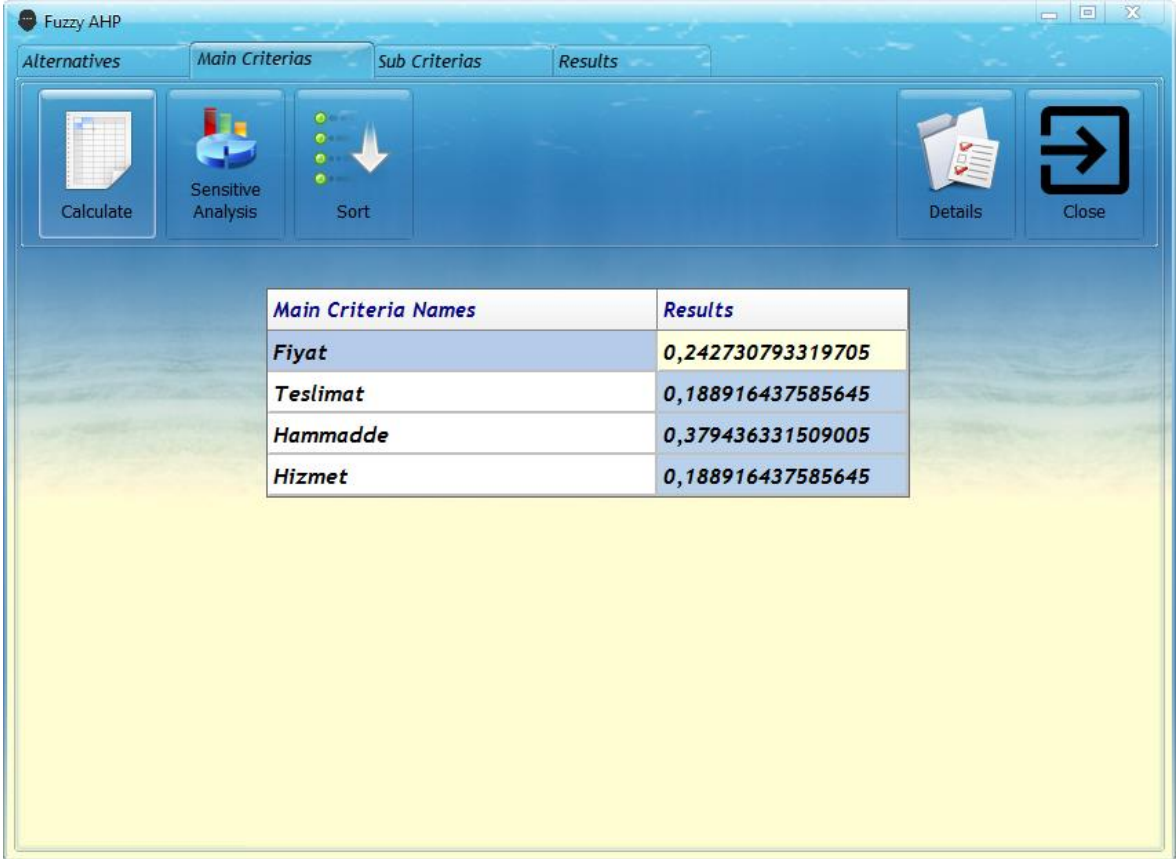 Fuzzy AHP
Alternatives Main Criterias Sub Criterias Results
Calculate
Sensitive
Analysis
Sort
Details
Close
Main Criteria Names Results
Fiyat 0,242730793319705
Teslimat 0,188916437585645
Hammadde 0,379436331509005
Hizmet 0,188916437585645